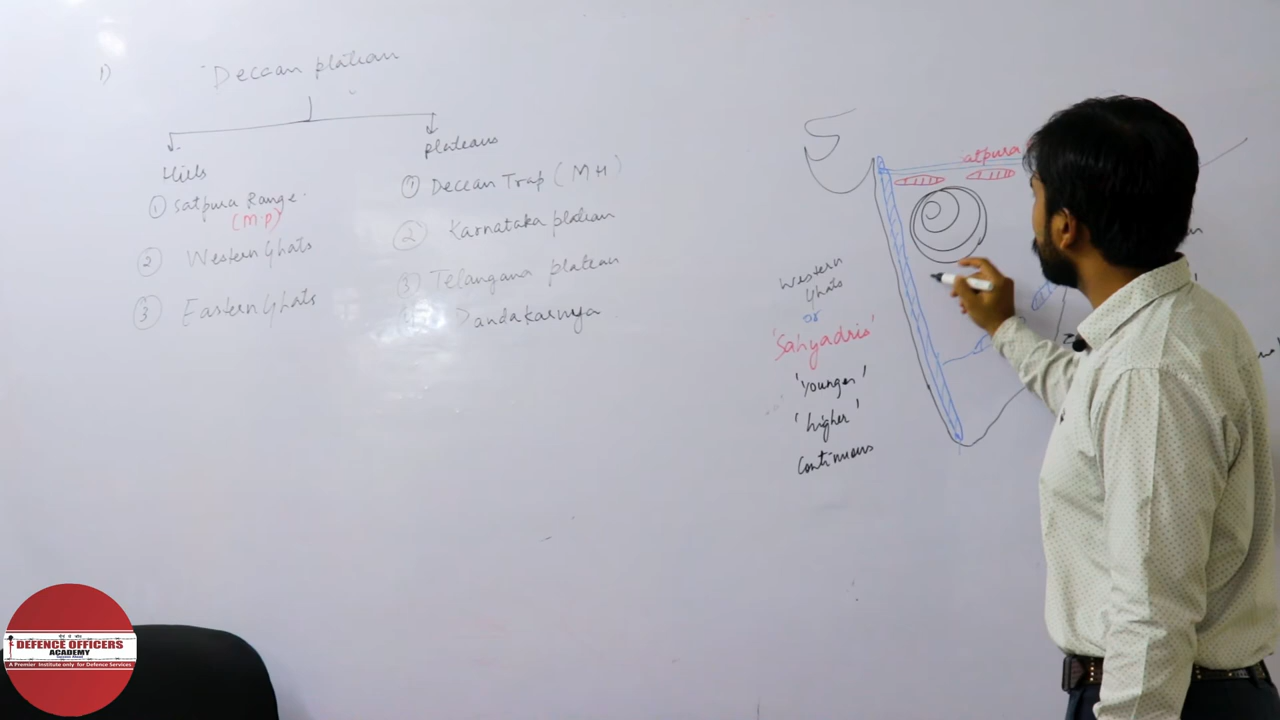 1) Deccan plateau
Hills
① Satpura Range
(M.P)
② Western Ghats
③ Eastern Ghats
plateaus
① Deccan Trap (MH)
② Karnataka plateau
③ Telangana plateau
Dandakarnya
atpura
Western
Ghats
or
'Sahyadris'
'younger'
'higher'
Continuous
DEFENCE OFFICERS
ACADEMY
A Premier Institute only for Defence Services